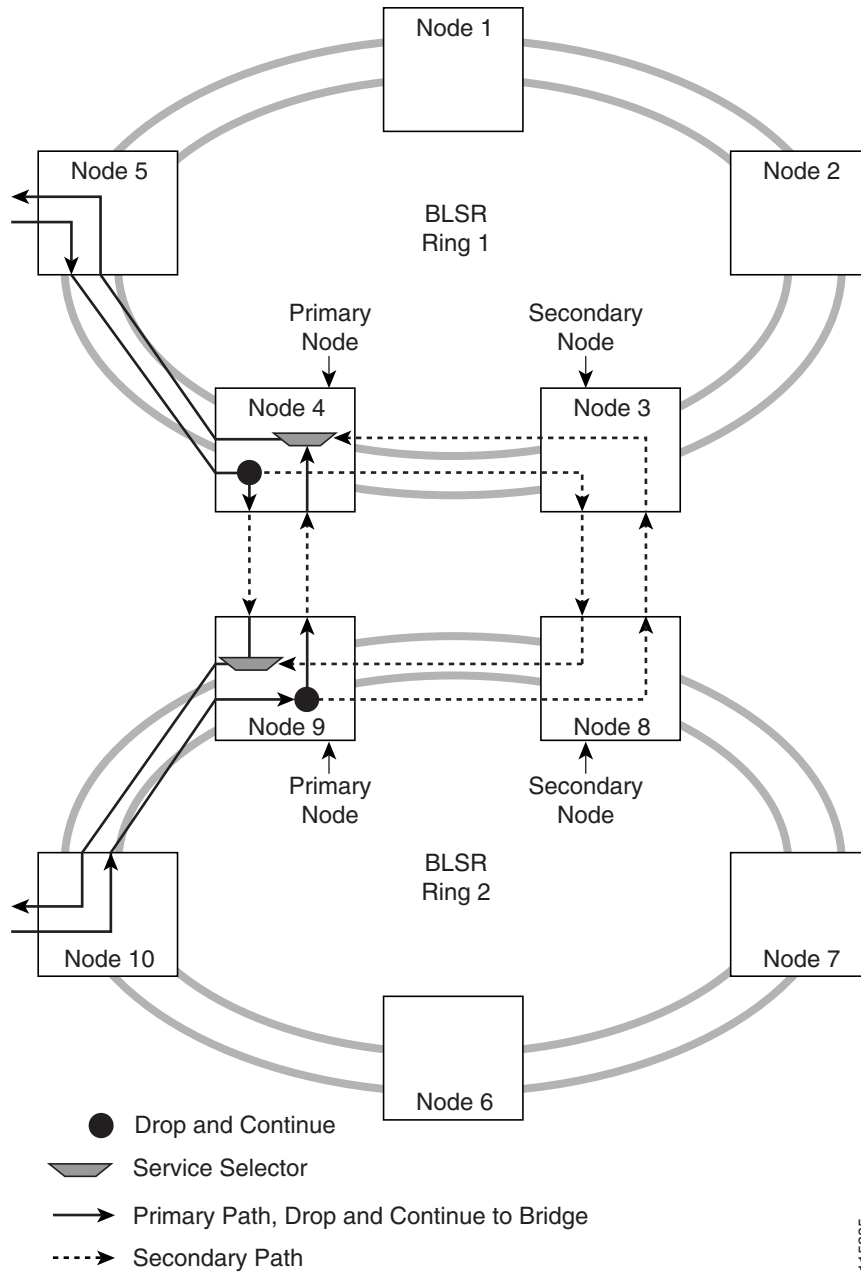 Node 1
Node 5
Node 2
BLSR
Ring 1
Primary
Node
Secondary
Node
Node 4
Node 3
Node 9
Node 8
Primary
Node
Secondary
Node
BLSR
Ring 2
Node 10
Node 7
Node 6
Drop and Continue
Service Selector
Primary Path, Drop and Continue to Bridge
Secondary Path